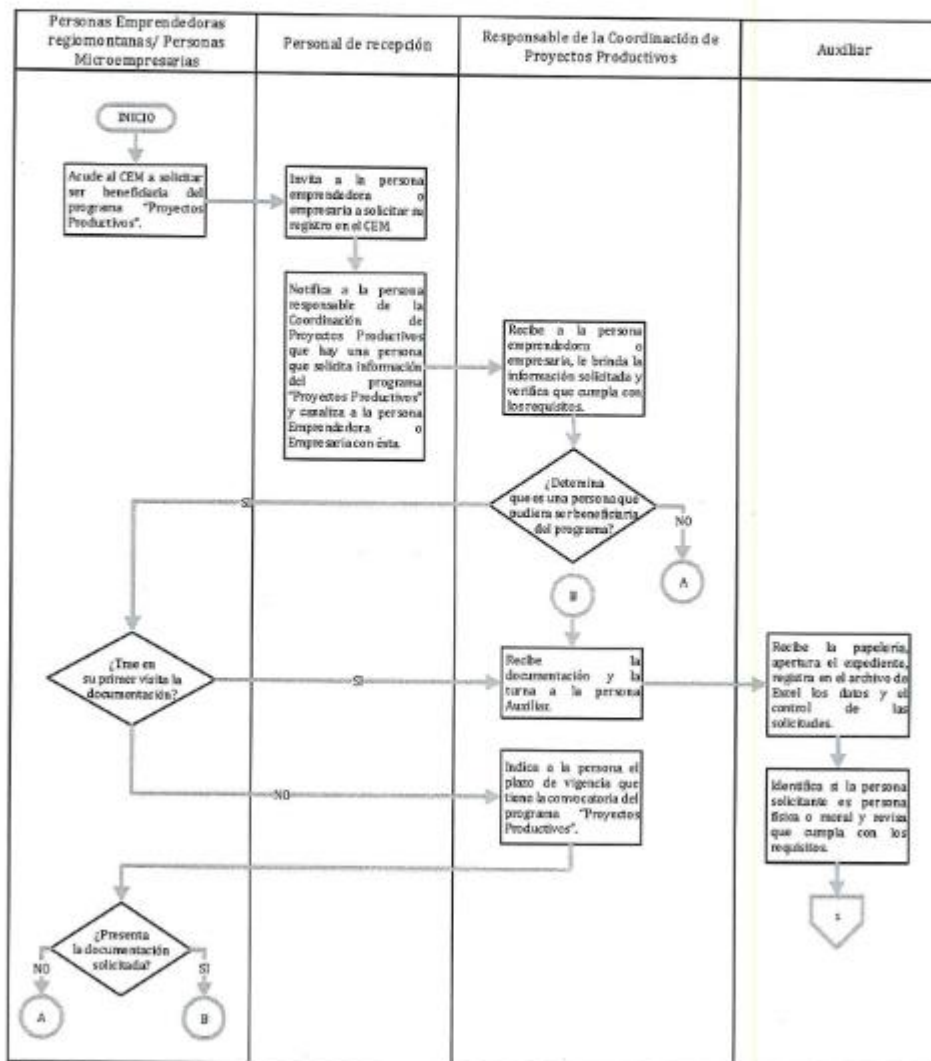 Personas Emprendedoras
regiomontanas/ Personas
Microempresarias
Personal de recepción
Responsable de la Coordinación de
Proyectos Productivos
Auxiliar
INICIO
Acude al CEM a solicitar
ser beneficiaria del
programa "Proyectos
Productivos".
Invita a la persona
emprendedora o
empresaria a solicitar su
registro en el CEM.
Notifica a la persona
responsable de la
Coordinación de
Proyectos Productivos
que hay una persona
que solicita información
del programa
"Proyectos Productivos"
y canaliza a la persona
Emprendedora o
Empresaria con ésta.
Recibe a la persona
emprendedora o
empresaria, le brinda la
información solicitada y
verifica que cumpla con
los requisitos.
¿Detemina
que es una persona que
pudiera ser beneficiaria
del programa?
SI
NO
A
B
¿Trae en
su primer visita la
documentación?
SI
Recibe la
documentación y la
turna a la persona
Auxiliar.
Recibe la papelería,
apertura el expediente,
registra en el archivo de
Excel los datos y el
control de las
solicitudes.
NO
Indica a la persona el
plazo de vigencia que
tiene la convocatoria del
programa "Proyectos
Productivos".
Identifica si la persona
solicitante es persona
física o moral y revisa
que cumpla con los
requisitos.
1
¿Presenta
la documentación
solicitada?
NO
SI
A
B